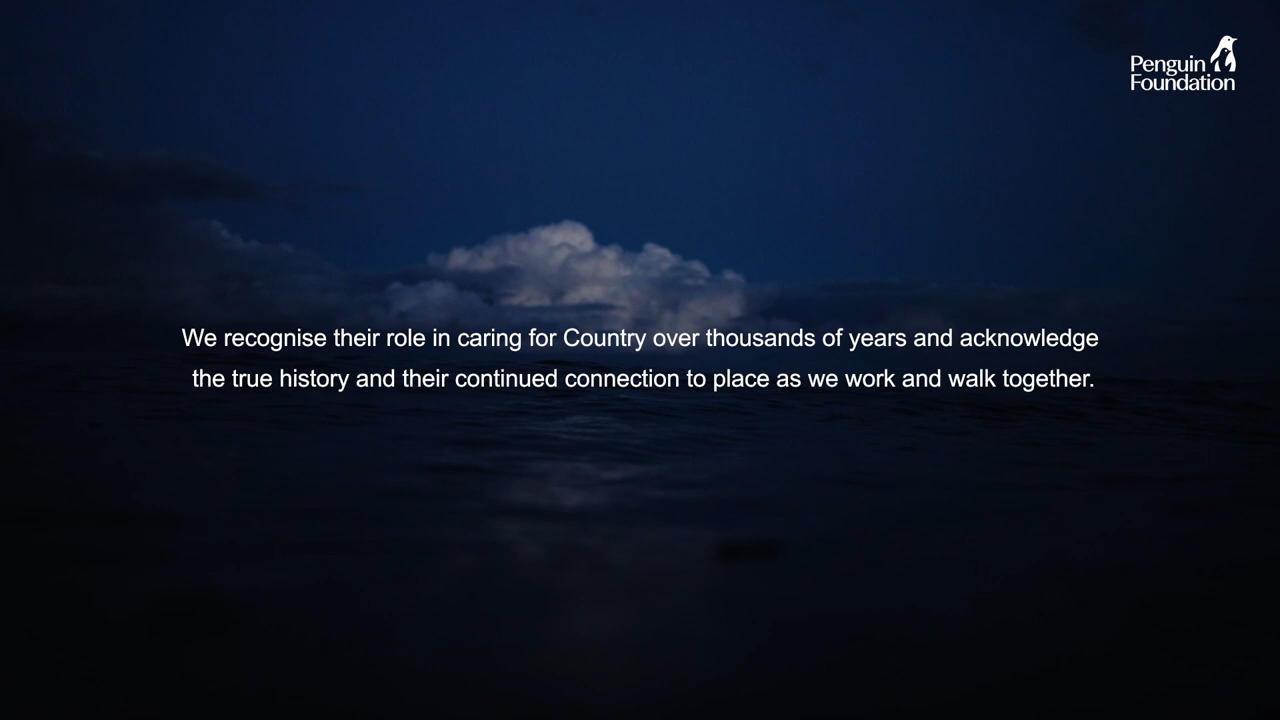 Penguin
Foundation
We recognise their role in caring for Country over thousands of years and acknowledge
the true history and their continued connection to place as we work and walk together.